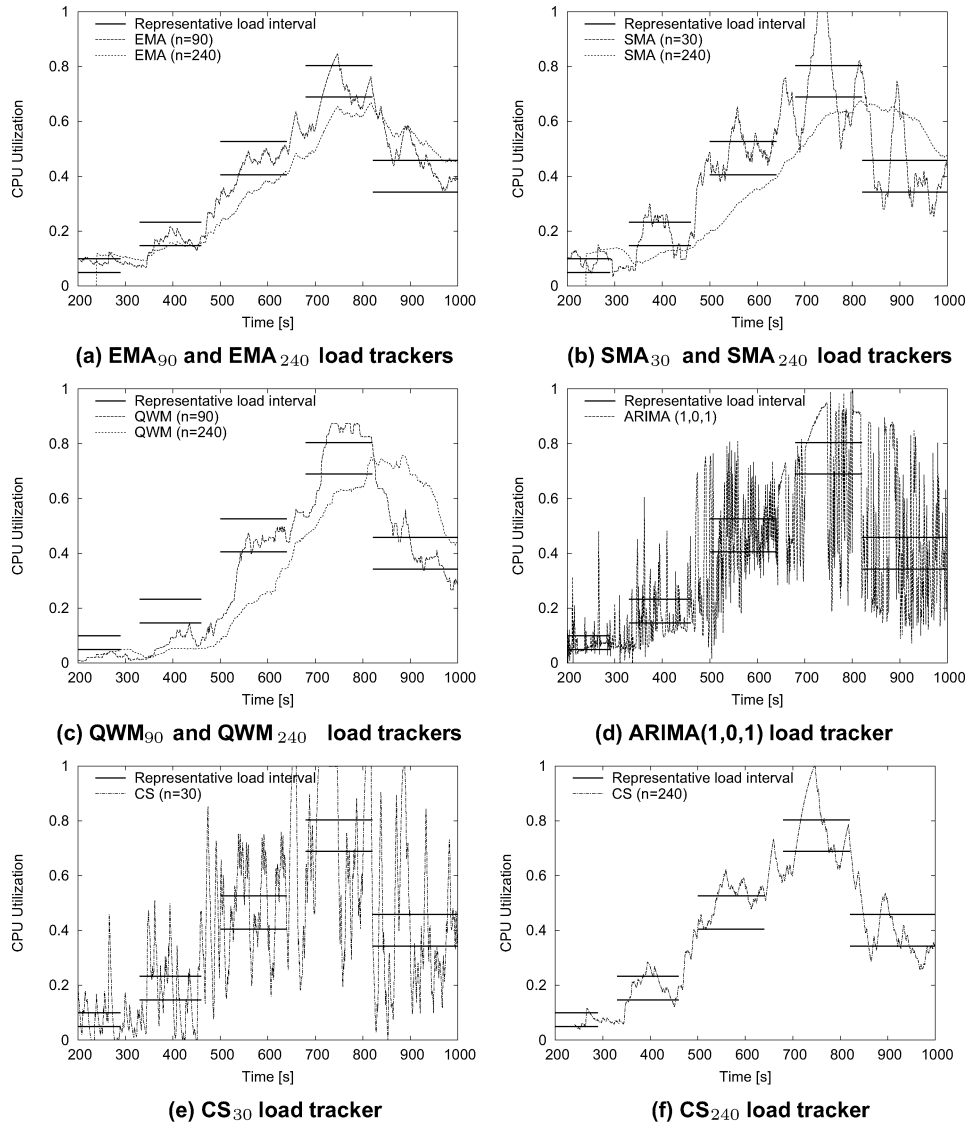 Representative load interval
EMA (n=90)
EMA (n=240)
1
0.8
0.6
0.4
0.2
0
CPU Utilization
200 300 400 500 600 700 800 900 1000
Time [s]
(a) EMA90 and EMA240 load trackers
Representative load interval
SMA (n=30)
SMA (n=240)
1
0.8
0.6
0.4
0.2
0
CPU Utilization
200 300 400 500 600 700 800 900 1000
Time [s]
(b) SMA30 and SMA240 load trackers
Representative load interval
QWM (n=90)
QWM (n=240)
1
0.8
0.6
0.4
0.2
0
CPU Utilization
200 300 400 500 600 700 800 900 1000
Time [s]
(c) QWM90 and QWM240 load trackers
Representative load interval
ARIMA (1,0,1)
1
0.8
0.6
0.4
0.2
0
CPU Utilization
200 300 400 500 600 700 800 900 1000
Time [s]
(d) ARIMA(1,0,1) load tracker
Representative load interval
CS (n=30)
1
0.8
0.6
0.4
0.2
0
CPU Utilization
200 300 400 500 600 700 800 900 1000
Time [s]
(e) CS30 load tracker
Representative load interval
CS (n=240)
1
0.8
0.6
0.4
0.2
0
CPU Utilization
200 300 400 500 600 700 800 900 1000
Time [s]
(f) CS240 load tracker